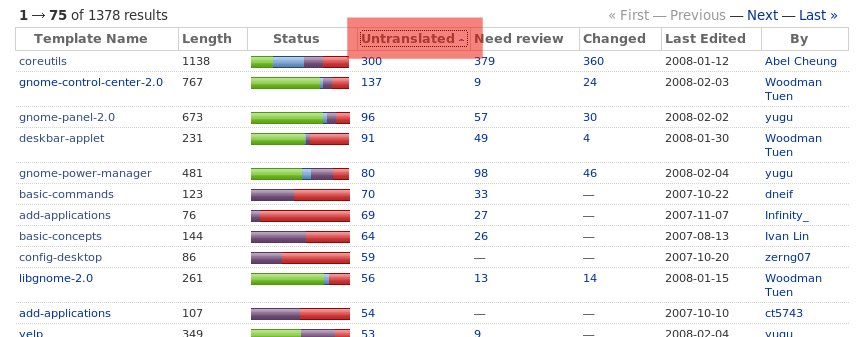 1 → 75 of 1378 results « First — Previous — Next — Last »
Template Name Length Status Untranslated Need review Changed Last Edited By
coreutils 1138 300 379 360 2008-01-12 Abel Cheung
gnome-control-center-2.0 767 137 9 24 2008-02-03 Woodman
Tuen
gnome-panel-2.0 673 96 57 30 2008-02-02 yugu
deskbar-applet 231 91 49 4 2008-01-30 Woodman
Tuen
gnome-power-manager 481 80 98 46 2008-02-04 yugu
basic-commands 123 70 33 — 2007-10-22 dneif
add-applications 76 69 27 — 2007-11-07 Infinity_
basic-concepts 144 64 26 — 2007-08-13 Ivan Lin
config-desktop 86 59 — — 2007-10-20 zerng07
libgnome-2.0 261 56 13 14 2008-01-15 Woodman
Tuen
add-applications 107 54 — — 2007-10-10 ct5743
yelp 349 53 9 — 2008-02-04 yugu